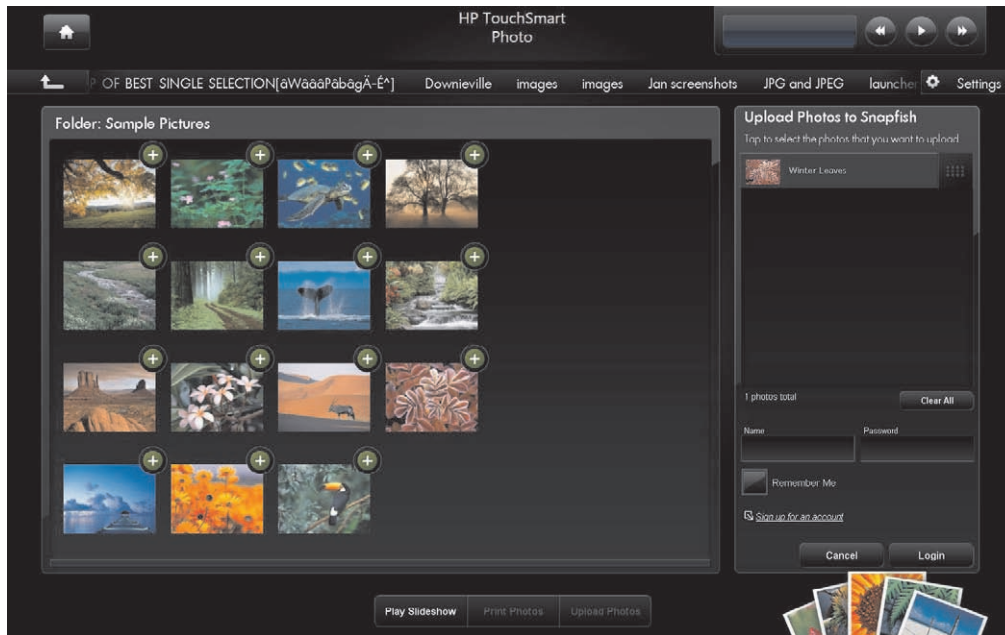 HP TouchSmart
Photo
OF BEST SINGLE SELECTION[âWäâãPâbâgÄ-É^] Downieville images images Jan screenshots JPG and JPEG launcher Settings
Folder: Sample Pictures
Upload Photos to Snapfish
Tap to select the photos that you want to upload
Winter Leaves
1 photos total
Clear All
Name Password
Remember Me
Sign up for an account
Cancel Login
Play Slideshow Print Photos Upload Photos